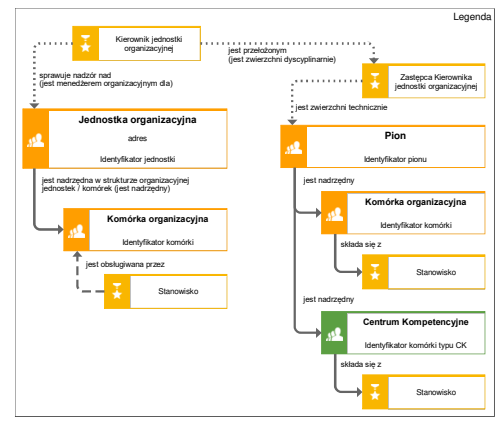 Legenda
Kierownik jednostki
organizacyjnej
jest przełożonym
(jest zwierzchni dyscyplinarnie)
sprawuje nadzór nad
(jest menedżerem organizacyjnym dla)
Zastępca Kierownika
jednostki organizacyjnej
jest zwierzchni technicznie
Jednostka organizacyjna
adres
Identyfikator jednostki
Pion
Identyfikator pionu
jest nadrzędna w strukturze organizacyjnej
jednostek / komórek (jest nadrzędny)
jest nadrzędny
Komórka organizacyjna
Identyfikator komórki
Komórka organizacyjna
Identyfikator komórki
składa się z
jest obsługiwana przez
Stanowisko
Stanowisko
jest nadrzędny
Centrum Kompetencyjne
Identyfikator komórki typu CK
składa się z
Stanowisko